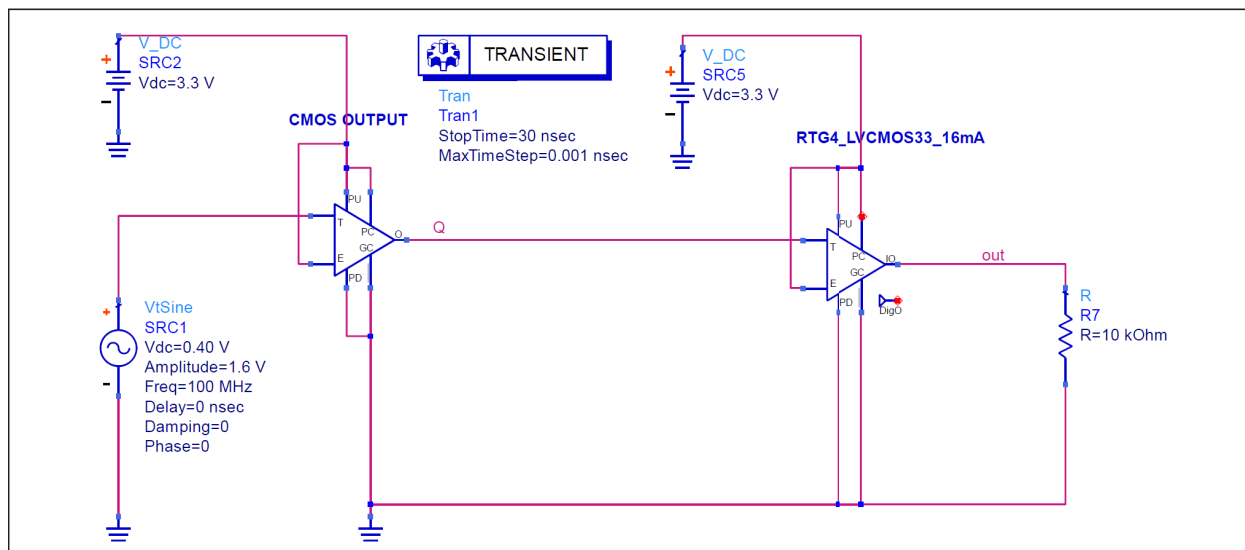 V_DC
SRC2
Vdc=3.3 V
+
-
CMOS OUTPUT
TRANSIENT
Tran
Tran1
StopTime=30 nsec
MaxTimeStep=0.001 nsec
V_DC
SRC5
Vdc=3.3 V
+
-
RTG4_LVCMOS33_16mA
PU
T
PC
O
GC
E
PD
Q
PU
T
PC
IO
GC
E
PD
DigO
out
VtSine
SRC1
Vdc=0.40 V
Amplitude=1.6 V
Freq=100 MHz
Delay=0 nsec
Damping=0
Phase=0
+
-
R
R7
R=10 kOhm